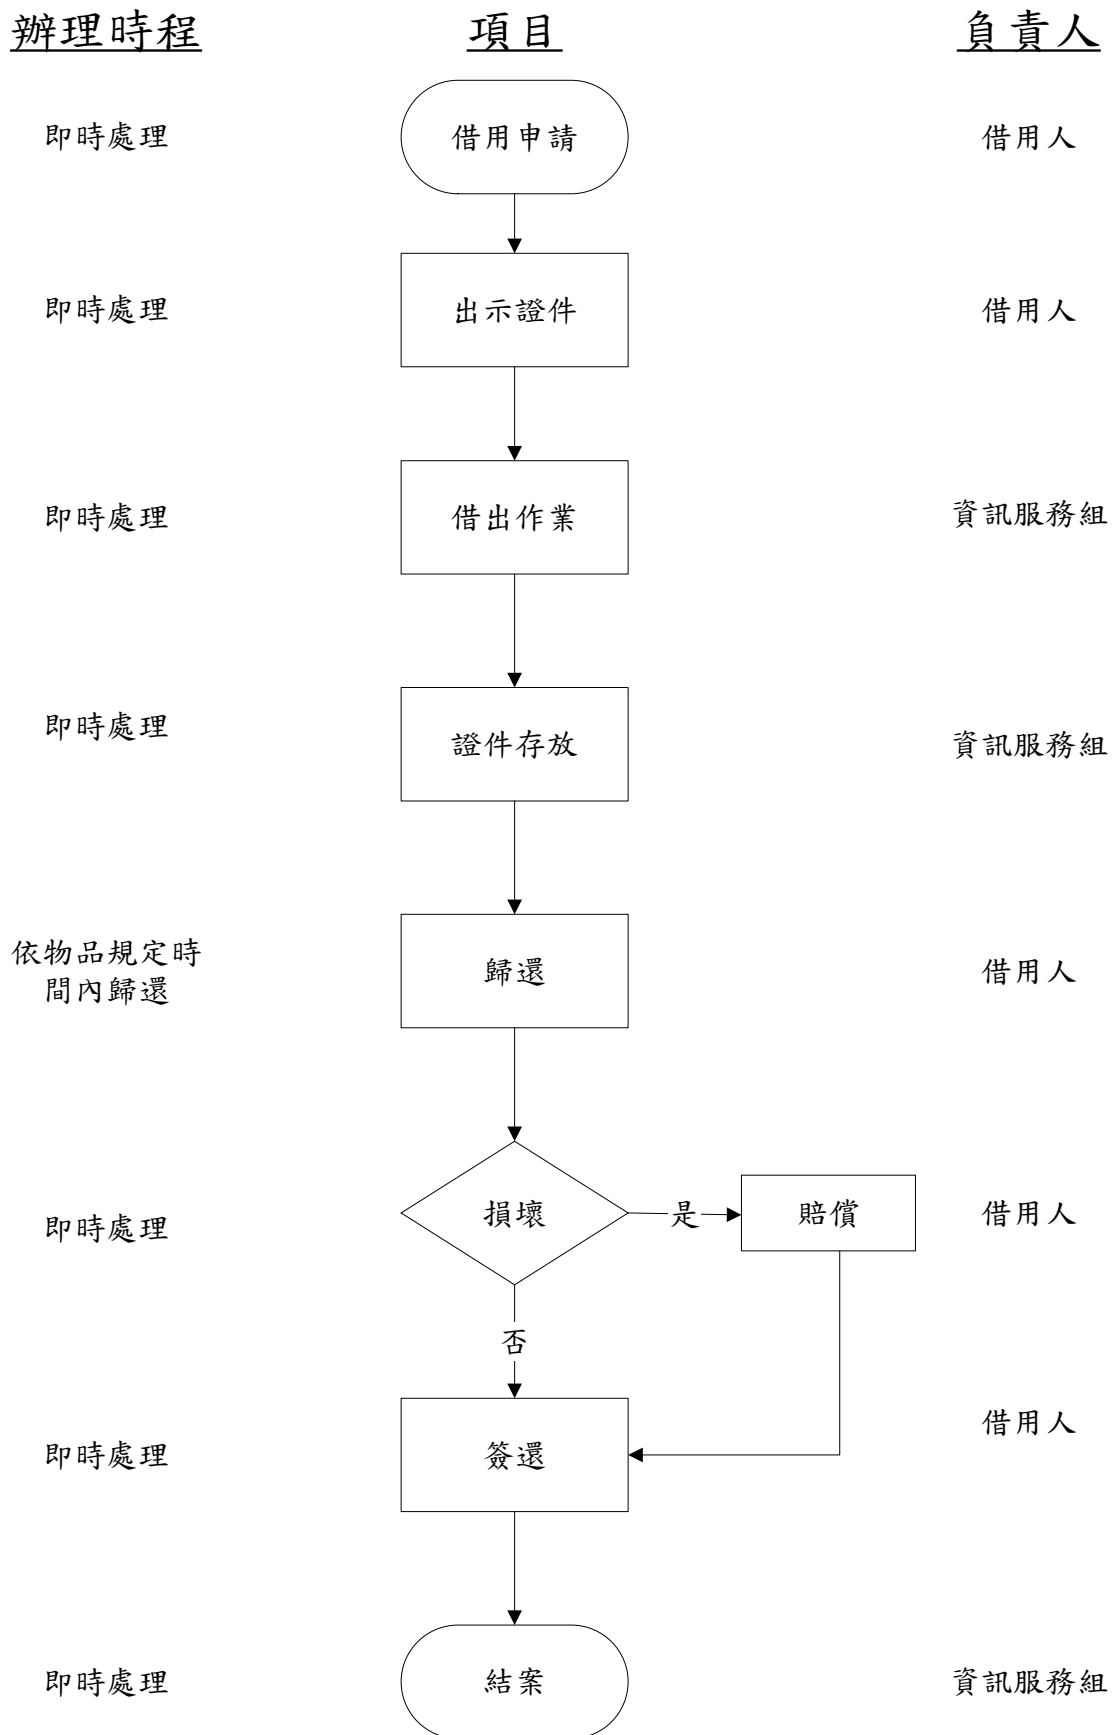 辦理時程 項目 負責人
即時處理 借用申請 借用人
即時處理 出示證件 借用人
即時處理 借出作業 資訊服務組
即時處理 證件存放 資訊服務組
依物品規定時
間內歸還
歸還 借用人
即時處理 損壞 是 賠償 借用人
否
即時處理 簽還 借用人
即時處理 結案 資訊服務組